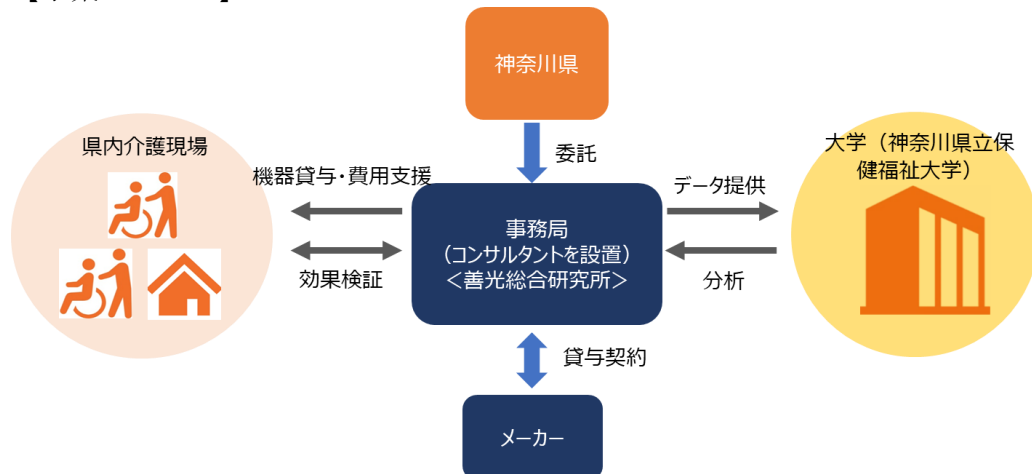 神奈川県
委託
県内介護現場
機器貸与・費用支援
効果検証
事務局
（コンサルタントを設置）
＜善光総合研究所＞
データ提供
分析
大学（神奈川県立保
健福祉大学）
貸与契約
メーカー